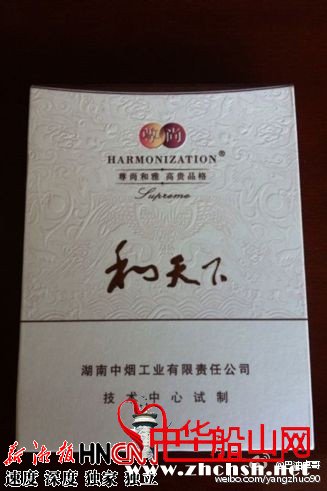 尊尚
HARMONIZATION®
尊尚和雅 高贵品格
Supreme
和天下
湖南中烟工业有限责任公司
技术中心试制
中华船山网
www.zhchsh.net
新湘报 HNCN
速度 深度 独家 独立
weibo.com/yangzhuc90